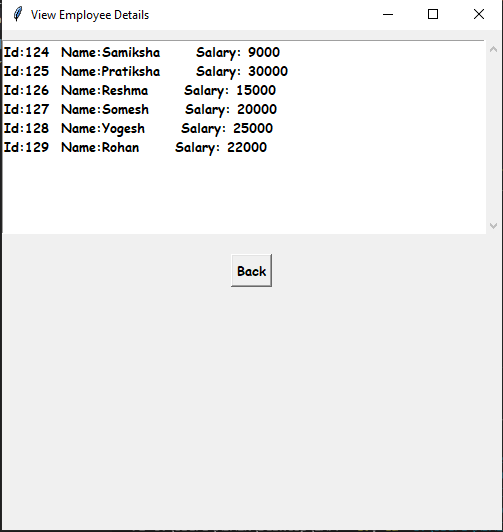 View Employee Details
Id:124 Name:Samiksha Salary: 9000
Id:125 Name:Pratiksha Salary: 30000
Id:126 Name:Reshma Salary: 15000
Id:127 Name:Somesh Salary: 20000
Id:128 Name:Yogesh Salary: 25000
Id:129 Name:Rohan Salary: 22000
Back